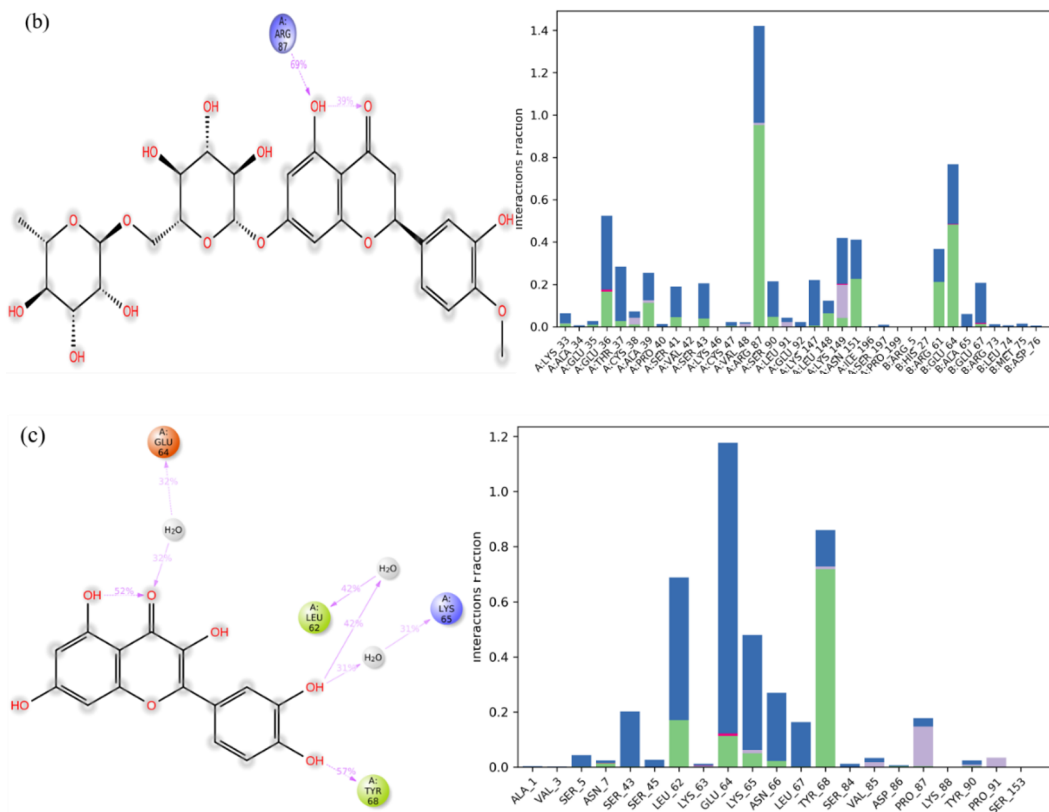 (b)
A:
ARG
87
69%
OH
39%
O
OH
HO
OH
O
O
O
O
O
OH
O
HO
OH
OH
O
Interactions Fraction
1.4
1.2
1.0
0.8
0.6
0.4
0.2
0.0
A:LYS_33
A:ALA_34
A:GLU_35
A:GLU_36
A:THR_37
A:CYS_38
A:ALA_39
A:PRO_40
A:SER_41
A:VAL_42
A:SER_43
A:LYS_46
A:CYS_47
A:VAL_48
A:ARG_87
A:SER_90
A:LEU_91
A:GLU_92
A:LYS_147
A:LEU_148
A:LYS_149
A:ASN_151
A:ILE_196
A:SER_197
A:PRO_199
B:ARG_5
B:HIS_27
B:ARG_61
B:GLU_64
B:ALA_65
B:GLU_67
B:ARG_73
B:LEU_74
B:MET_75
B:ASP_76
(c)
A:
GLU
64
32%
H₂O
32%
OH
52%
O
OH
HO
O
H₂O
42%
A:
LEU
62
42%
A:
LYS
65
31%
H₂O
31%
OH
OH
57%
A:
TYR
68
Interactions Fraction
1.2
1.0
0.8
0.6
0.4
0.2
0.0
ALA_1
VAL_3
SER_5
ASN_7
SER_43
SER_45
LEU_62
LYS_63
GLU_64
LYS_65
ASN_66
LEU_67
TYR_68
SER_84
VAL_85
ASP_86
PRO_87
LYS_88
TYR_90
PRO_91
SER_153